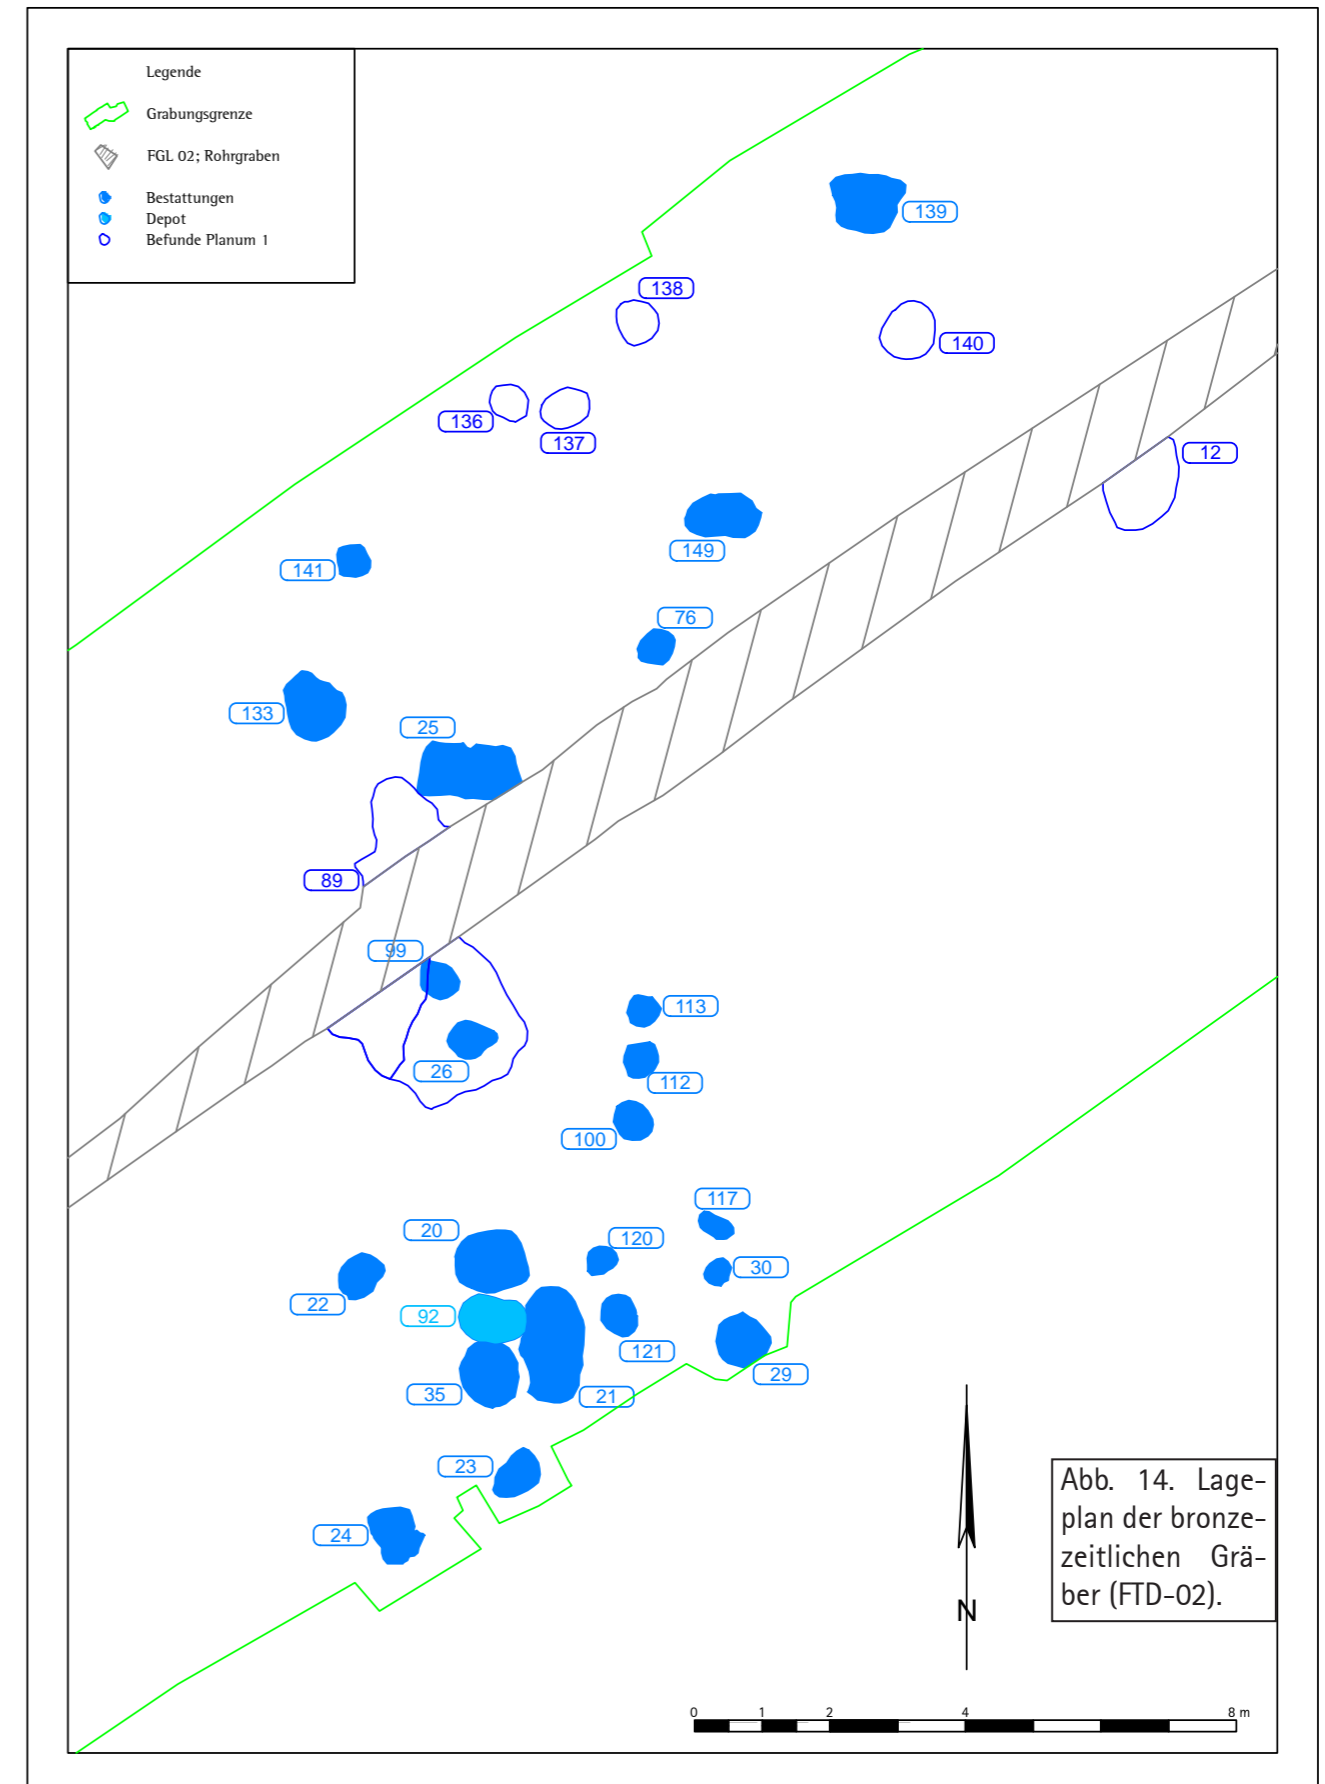 Legende
Grabungsgrenze
FGL 02; Rohrgraben
Bestattungen
Depot
Befunde Planum 1
139
138
140
136
137
12
149
141
76
133
25
89
99
113
26
112
100
117
20
120
30
22
92
121
29
35
21
23
24
Abb. 14. Lage-
plan der bronze-
zeitlichen Grä-
ber (FTD-02).
N
0 1 2 4 8 m